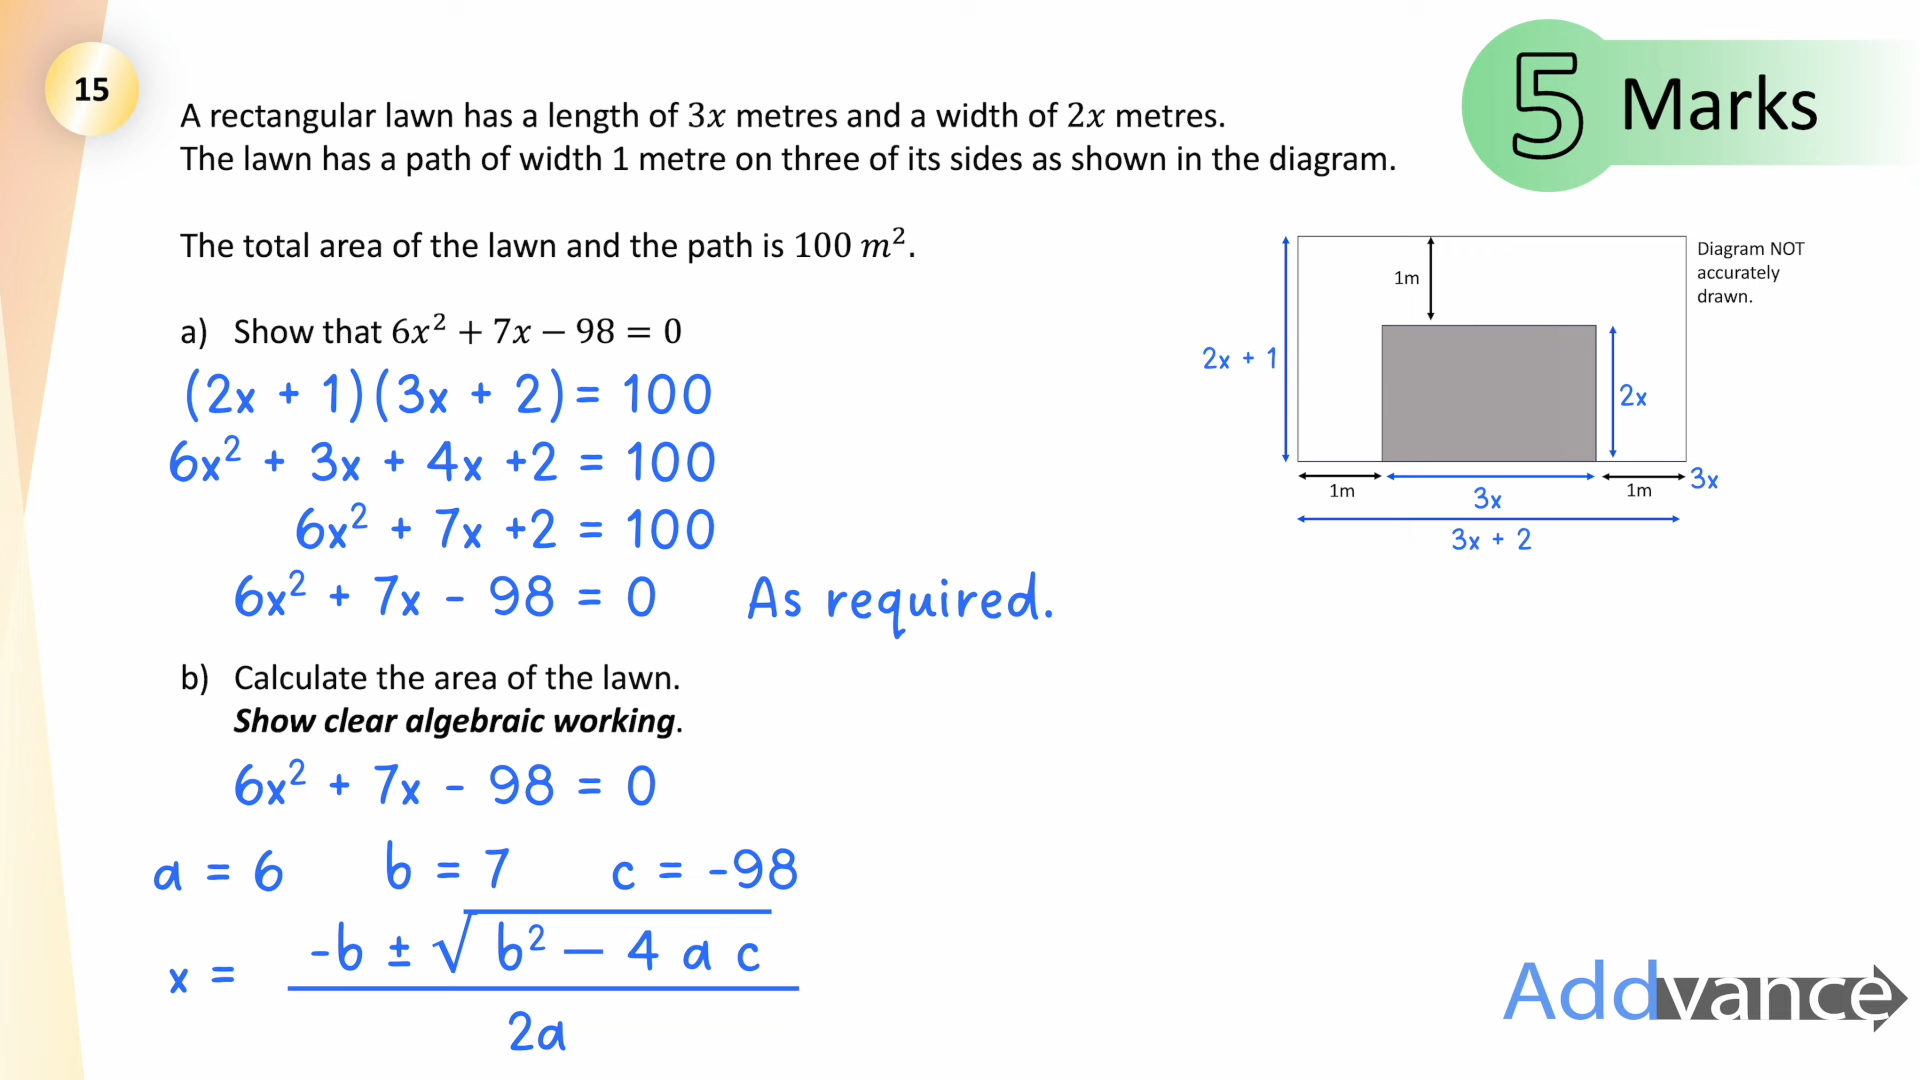 15
5 Marks
A rectangular lawn has a length of 3x metres and a width of 2x metres.
The lawn has a path of width 1 metre on three of its sides as shown in the diagram.
The total area of the lawn and the path is 100 m².
a) Show that 6x² + 7x − 98 = 0
(2x + 1)(3x + 2) = 100
6x² + 3x + 4x +2 = 100
6x² + 7x +2 = 100
6x² + 7x - 98 = 0 As required.
b) Calculate the area of the lawn.
Show clear algebraic working.
6x² + 7x - 98 = 0
a = 6 b = 7 c = -98
-b ± √ b² — 4 a c
x =
2a
Diagram NOT
accurately
drawn.
1m
2x + 1
2x
1m
3x
1m
3x
3x + 2
Addvance